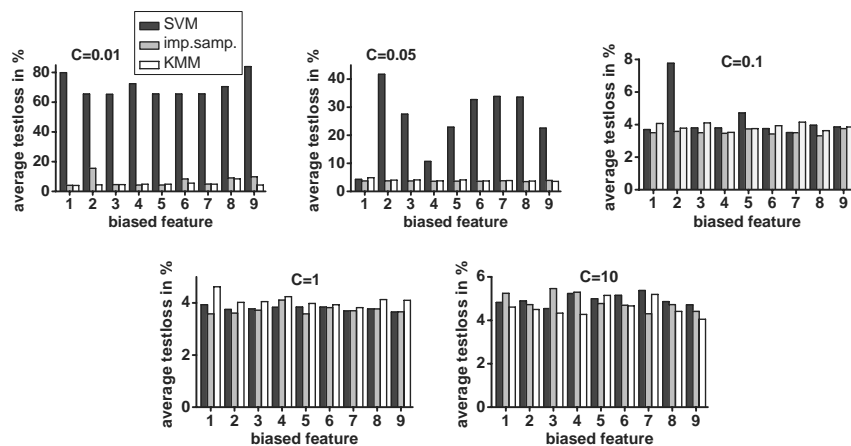 SVM
imp.samp.
KMM
C=0.01
average testloss in %
80
60
40
20
0
1 2 3 4 5 6 7 8 9
biased feature
C=0.05
average testloss in %
40
30
20
10
0
1 2 3 4 5 6 7 8 9
biased feature
C=0.1
average testloss in %
8
6
4
2
0
1 2 3 4 5 6 7 8 9
biased feature
C=1
average testloss in %
4
2
0
1 2 3 4 5 6 7 8 9
biased feature
C=10
average testloss in %
6
4
2
0
1 2 3 4 5 6 7 8 9
biased feature